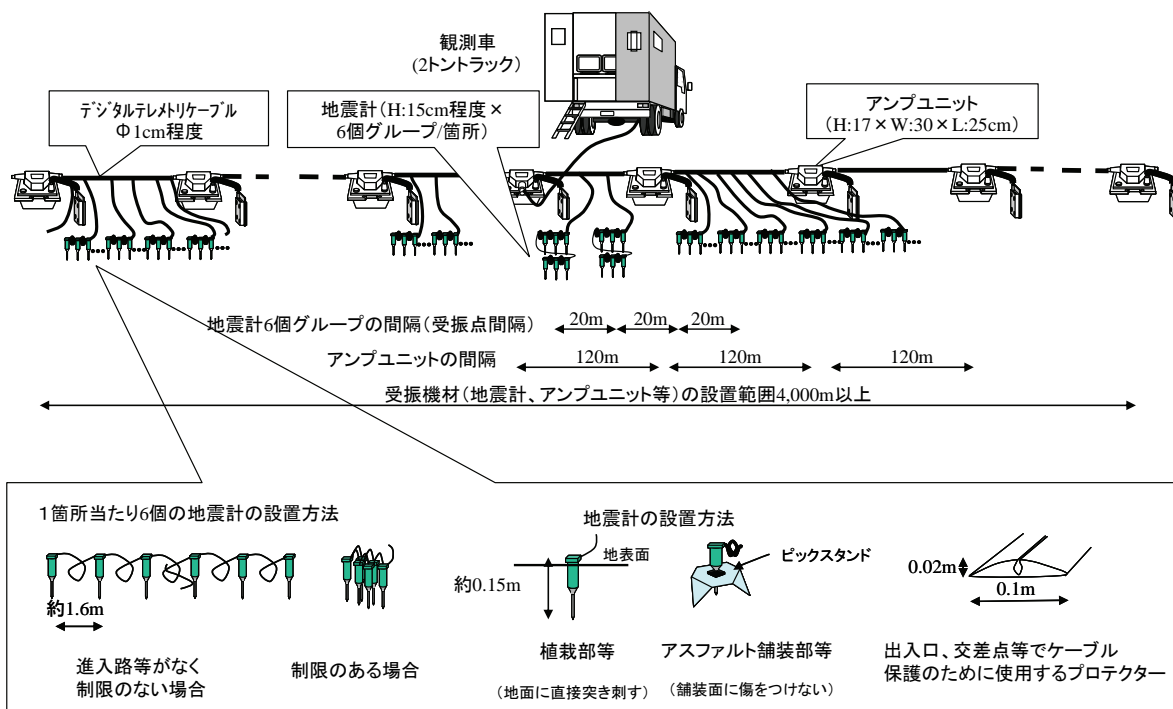 観測車
(2トントラック)
ﾃﾞｼﾞﾀﾙﾃﾚﾒﾄﾘｹｰﾌﾞﾙ
Φ1cm程度
地震計(H:15cm程度×
6個グループ/箇所)
アンプユニット
(H:17×W:30×L:25cm)
地震計6個グループの間隔(受振点間隔)
20m
20m
20m
アンプユニットの間隔
120m
120m
120m
受振機材(地震計、アンプユニット等)の設置範囲4,000m以上
1箇所当たり6個の地震計の設置方法
約1.6m
進入路等がなく
制限のない場合
制限のある場合
地震計の設置方法
地表面
約0.15m
植栽部等
(地面に直接突き刺す)
ピックスタンド
アスファルト舗装部等
(舗装面に傷をつけない)
0.02m
0.1m
出入口、交差点等でケーブル
保護のために使用するプロテクター